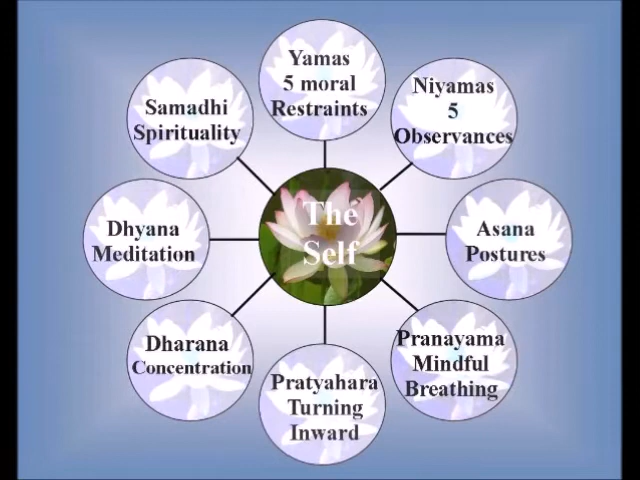 Yamas
5 moral
Restraints
Niyamas
5
Observances
Asana
Postures
Pranayama
Mindful
Breathing
Pratyahara
Turning
Inward
Dharana
Concentration
Dhyana
Meditation
Samadhi
Spirituality
The
Self